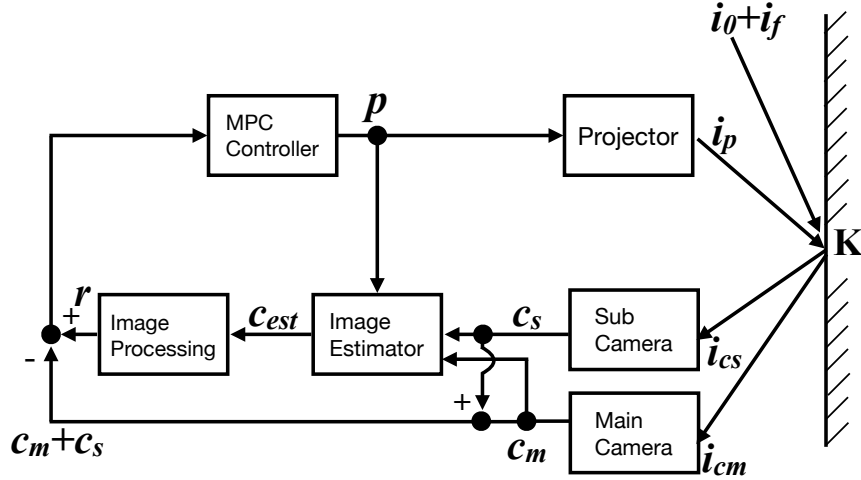 i0+if
MPC
Controller
p
Projector
ip
K
r
+
-
Image
Processing
cest
Image
Estimator
cs
Sub
Camera
ics
+
cm+cs
cm
Main
Camera
icm